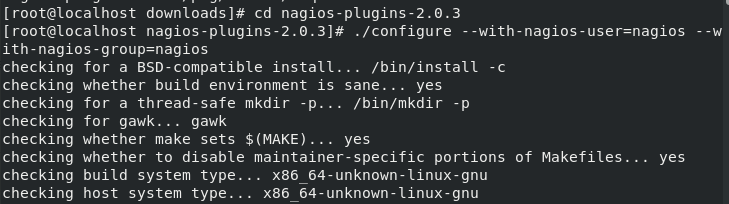 [root@localhost downloads]# cd nagios-plugins-2.0.3
[root@localhost nagios-plugins-2.0.3]# ./configure --with-nagios-user=nagios --w
ith-nagios-group=nagios
checking for a BSD-compatible install... /bin/install -c
checking whether build environment is sane... yes
checking for a thread-safe mkdir -p... /bin/mkdir -p
checking for gawk... gawk
checking whether make sets $(MAKE)... yes
checking whether to disable maintainer-specific portions of Makefiles... yes
checking build system type... x86_64-unknown-linux-gnu
checking host system type... x86_64-unknown-linux-gnu